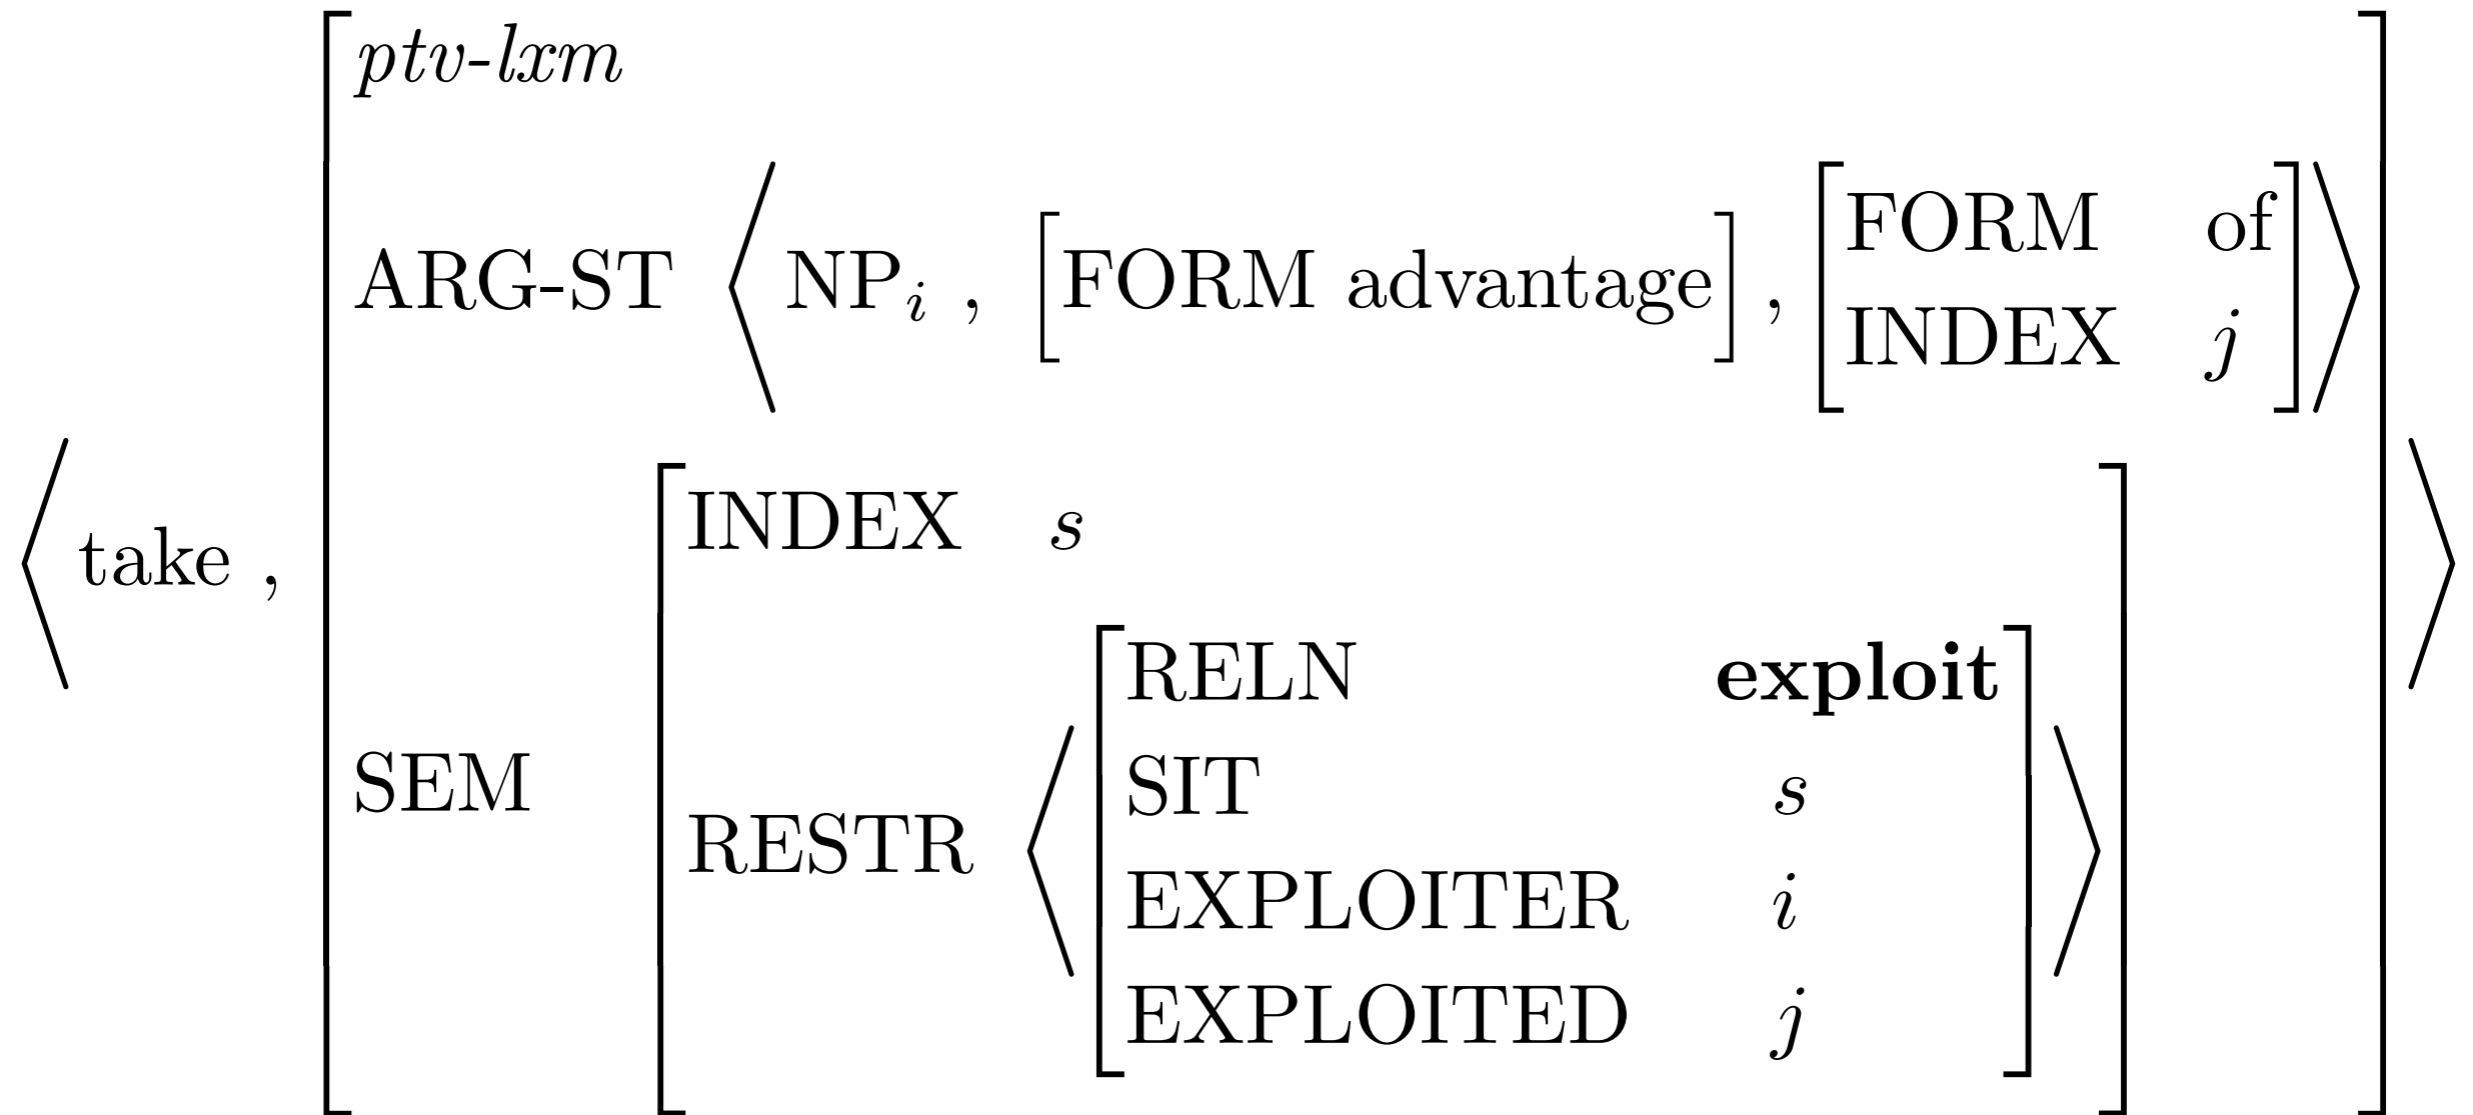 ptv-lxm
ARG-ST ⟨ NP_i , [FORM advantage] , [FORM of
INDEX j] ⟩
⟨ take ,
SEM
INDEX s
RESTR
RELN exploit
SIT s
EXPLOITER i
EXPLOITED j